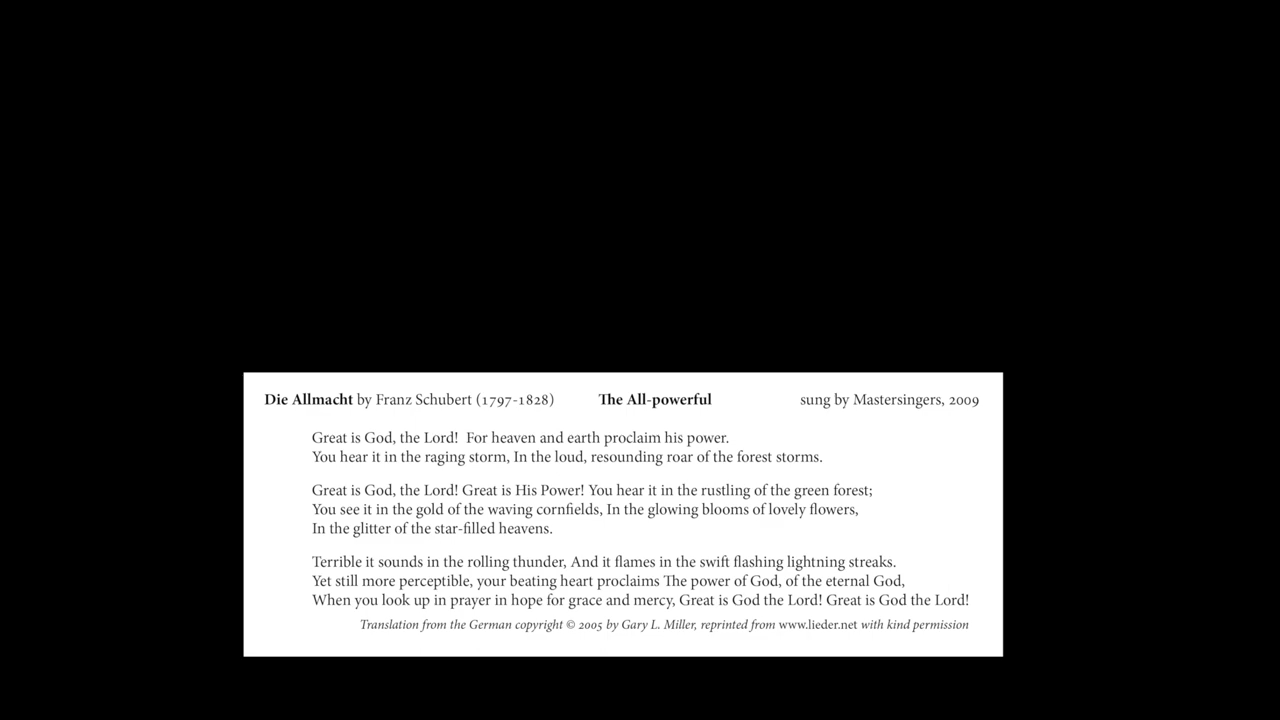 Die Allmacht by Franz Schubert (1797-1828) The All-powerful sung by Mastersingers, 2009
Great is God, the Lord! For heaven and earth proclaim his power.
You hear it in the raging storm, In the loud, resounding roar of the forest storms.
Great is God, the Lord! Great is His Power! You hear it in the rustling of the green forest;
You see it in the gold of the waving cornfields, In the glowing blooms of lovely flowers,
In the glitter of the star-filled heavens.
Terrible it sounds in the rolling thunder, And it flames in the swift flashing lightning streaks.
Yet still more perceptible, your beating heart proclaims The power of God, of the eternal God,
When you look up in prayer in hope for grace and mercy, Great is God the Lord! Great is God the Lord!
Translation from the German copyright © 2005 by Gary L. Miller, reprinted from www.lieder.net with kind permission